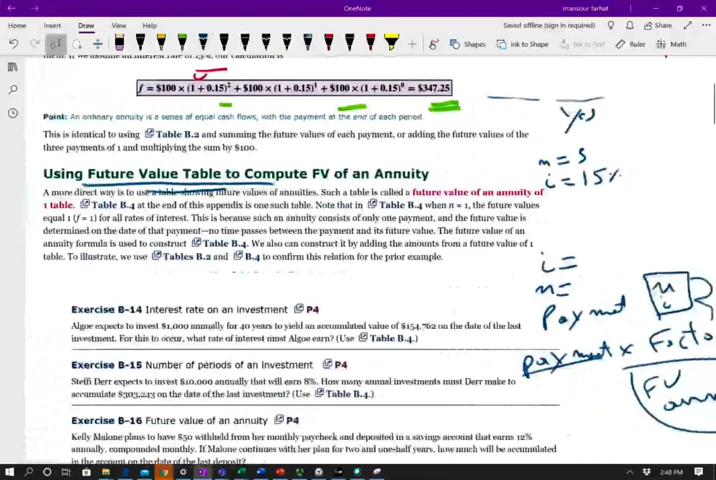 OneNote
mansour farhat
Home Insert Draw View Help
Saved offline (sign in required)
Share
Shapes Ink to Shape Ink to Text Ruler Math
f = $100 × (1 + 0.15)² + $100 × (1 + 0.15)¹ + $100 × (1 + 0.15)⁰ = $347.25
Point: An ordinary annuity is a series of equal cash flows, with the payment at the end of each period.
This is identical to using Table B.2 and summing the future values of each payment, or adding the future values of the
three payments of 1 and multiplying the sum by $100.
Using Future Value Table to Compute FV of an Annuity
A more direct way is to use a table showing future values of annuities. Such a table is called a future value of an annuity of
1 table. Table B.4 at the end of this appendix is one such table. Note that in Table B.4 when n = 1, the future values
equal 1 (f = 1) for all rates of interest. This is because such an annuity consists of only one payment, and the future value is
determined on the date of that payment—no time passes between the payment and its future value. The future value of an
annuity formula is used to construct Table B.4. We also can construct it by adding the amounts from a future value of 1
table. To illustrate, we use Tables B.2 and B.4 to confirm this relation for the prior example.
n = 5
i = 15%
i =
n =
Payment
n
i
payment × Factor
FV
ann
Exercise B-14 Interest rate on an investment P4
Algoe expects to invest $1,000 annually for 40 years to yield an accumulated value of $154,762 on the date of the last
investment. For this to occur, what rate of interest must Algoe earn? (Use Table B.4.)
Exercise B-15 Number of periods of an investment P4
Steffi Derr expects to invest $10,000 annually that will earn 8%. How many annual investments must Derr make to
accumulate $303,243 on the date of the last investment? (Use Table B.4.)
Exercise B-16 Future value of an annuity P4
Kelly Malone plans to have $50 withheld from her monthly paycheck and deposited in a savings account that earns 12%
annually, compounded monthly. If Malone continues with her plan for two and one-half years, how much will be accumulated
in the account on the date of the last deposit?
2:48 PM